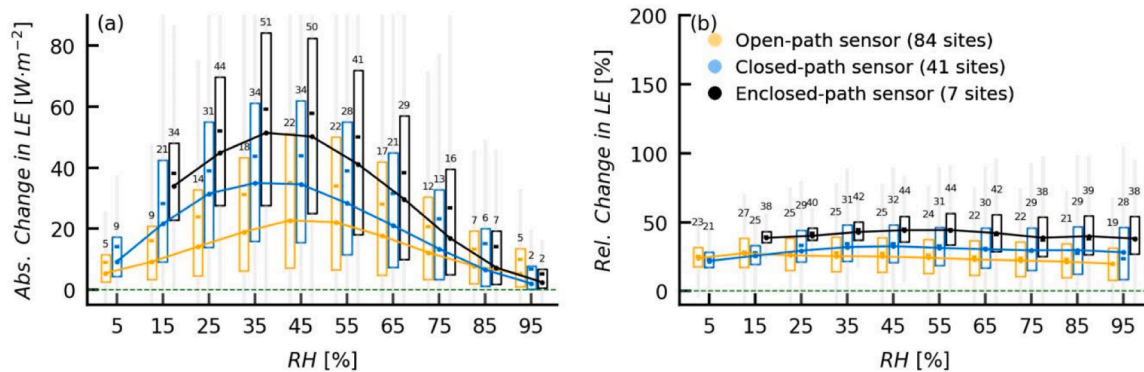 (a)
Abs. Change in LE [W·m⁻²]
80
60
40
20
0
5 9 9 21 34 14 31 44 18 34 51 22 34 50 22 28 41 17 21 29 12 13 16 7 6 7 5 2 2
5 15 25 35 45 55 65 75 85 95
RH [%]
(b)
Rel. Change in LE [%]
200
150
100
50
0
Open-path sensor (84 sites)
Closed-path sensor (41 sites)
Enclosed-path sensor (7 sites)
23 21 27 25 38 25 29 40 25 31 42 25 32 44 24 31 44 22 30 42 22 29 38 21 29 39 19 28 38
5 15 25 35 45 55 65 75 85 95
RH [%]